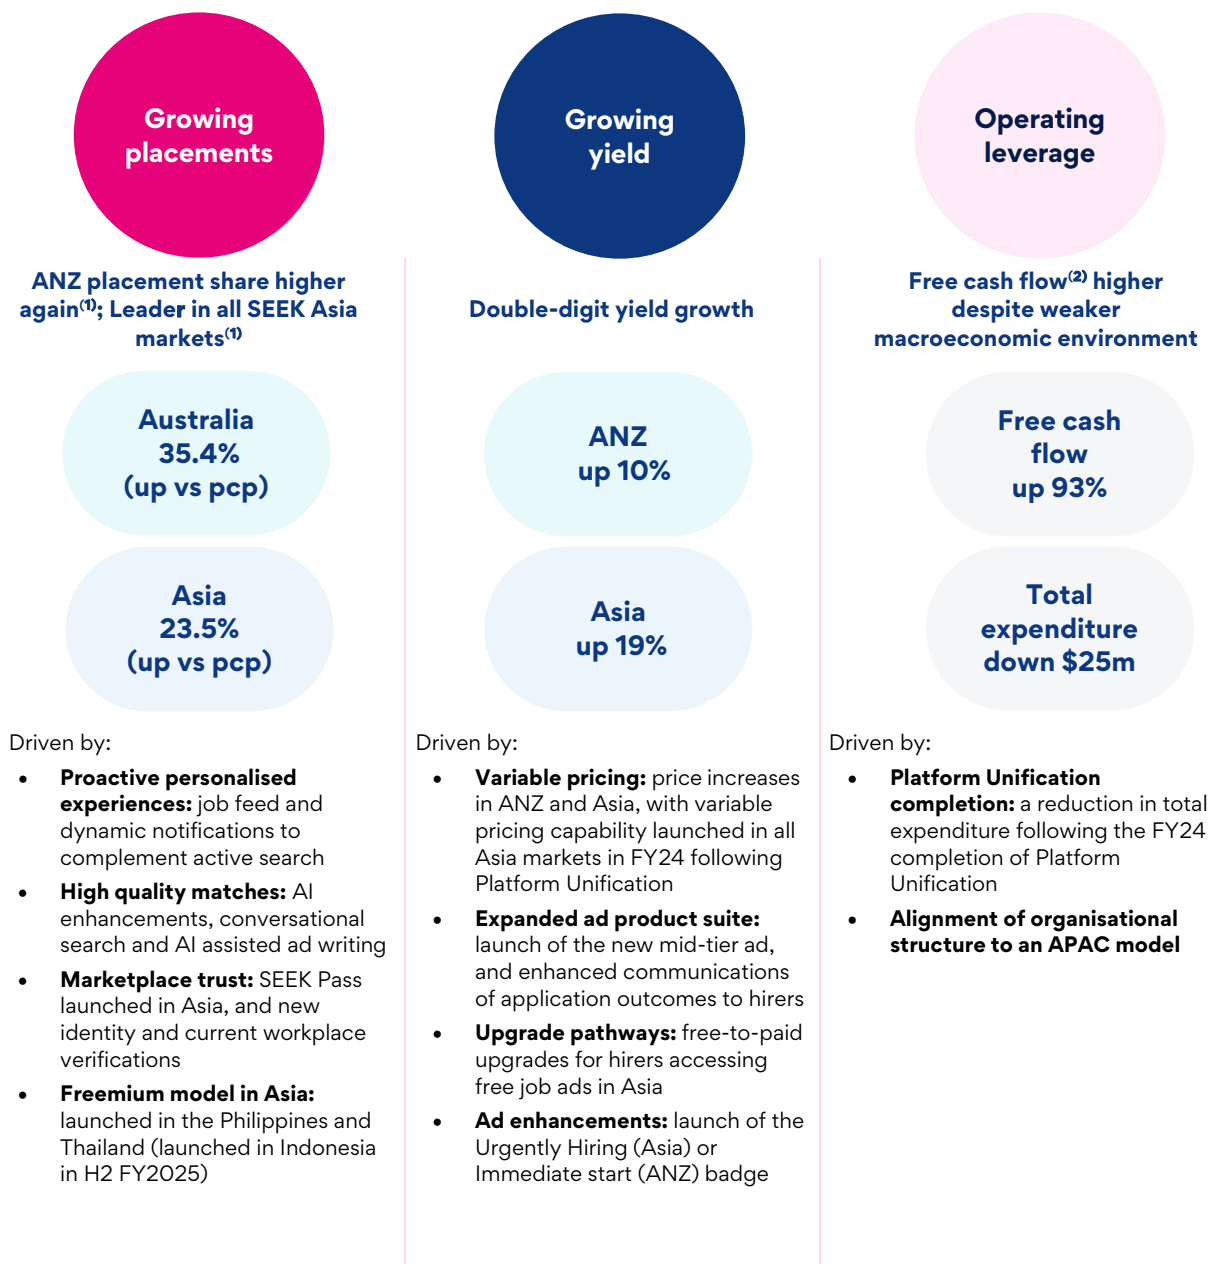 Growing
placements
ANZ placement share higher
again(1); Leader in all SEEK Asia
markets(1)
Australia
35.4%
(up vs pcp)
Asia
23.5%
(up vs pcp)
Driven by:
• Proactive personalised
experiences: job feed and
dynamic notifications to
complement active search
• High quality matches: AI
enhancements, conversational
search and AI assisted ad writing
• Marketplace trust: SEEK Pass
launched in Asia, and new
identity and current workplace
verifications
• Freemium model in Asia:
launched in the Philippines and
Thailand (launched in Indonesia
in H2 FY2025)
Growing
yield
Double-digit yield growth
ANZ
up 10%
Asia
up 19%
Driven by:
• Variable pricing: price increases
in ANZ and Asia, with variable
pricing capability launched in all
Asia markets in FY24 following
Platform Unification
• Expanded ad product suite:
launch of the new mid-tier ad,
and enhanced communications
of application outcomes to hirers
• Upgrade pathways: free-to-paid
upgrades for hirers accessing
free job ads in Asia
• Ad enhancements: launch of the
Urgently Hiring (Asia) or
Immediate start (ANZ) badge
Operating
leverage
Free cash flow(2) higher
despite weaker
macroeconomic environment
Free cash
flow
up 93%
Total
expenditure
down $25m
Driven by:
• Platform Unification
completion: a reduction in total
expenditure following the FY24
completion of Platform
Unification
• Alignment of organisational
structure to an APAC model